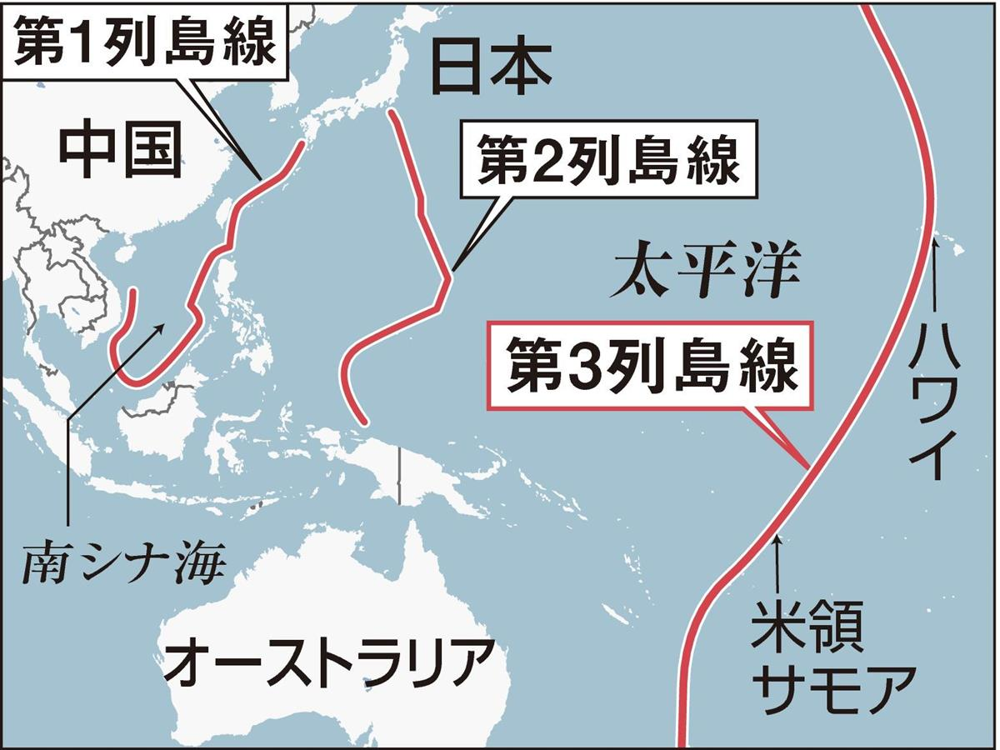 第1列島線
日本
中国
第2列島線
太平洋
第3列島線
ハワイ
南シナ海
米領
サモア
オーストラリア